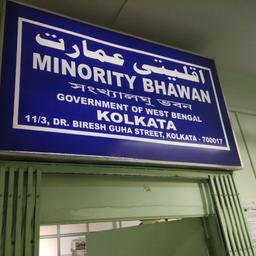 اقلیتی عمارت
MINORITY BHAWAN
সংখ্যালঘু ভবন
GOVERNMENT OF WEST BENGAL
KOLKATA
11/3, DR. BIRESH GUHA STREET, KOLKATA - 700017